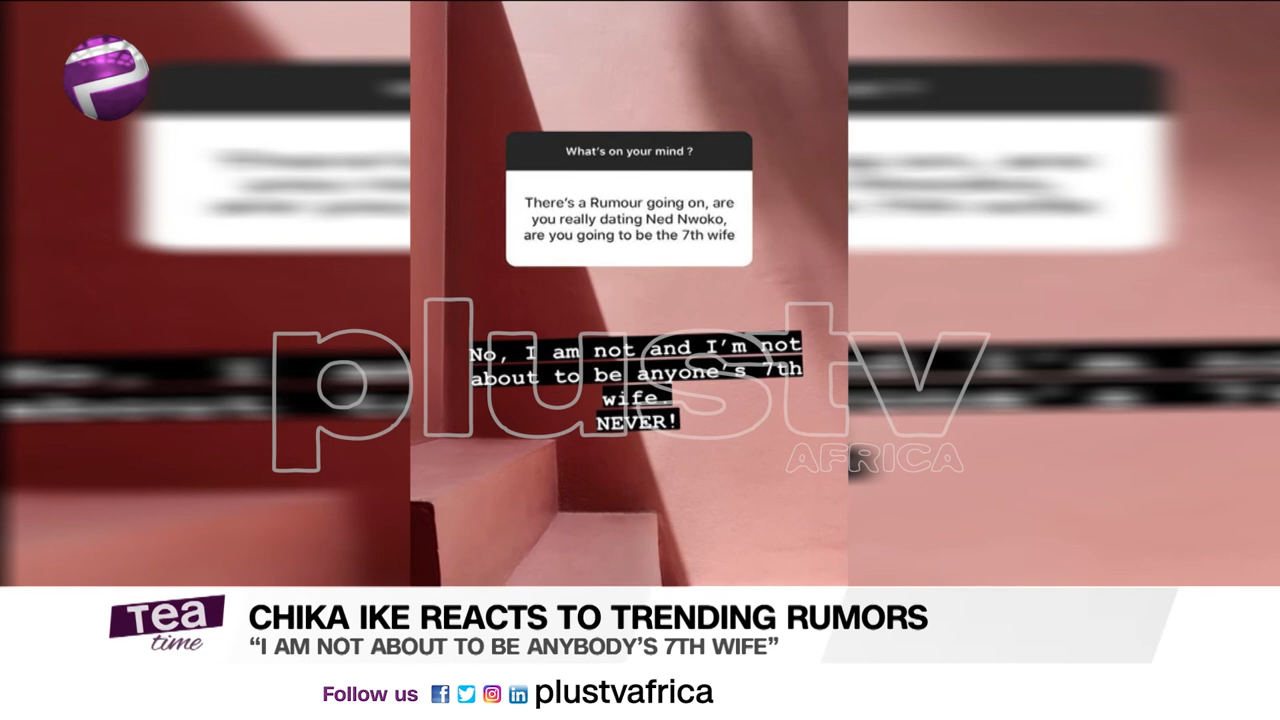 What's on your mind ?
There's a Rumour going on, are
you really dating Ned Nwoko,
are you going to be the 7th wife
No, I am not and I'm not
about to be anyone's 7th
wife.
NEVER!
plustv
AFRICA
Tea
time
CHIKA IKE REACTS TO TRENDING RUMORS
“I AM NOT ABOUT TO BE ANYBODY'S 7TH WIFE”
Follow us plustvafrica